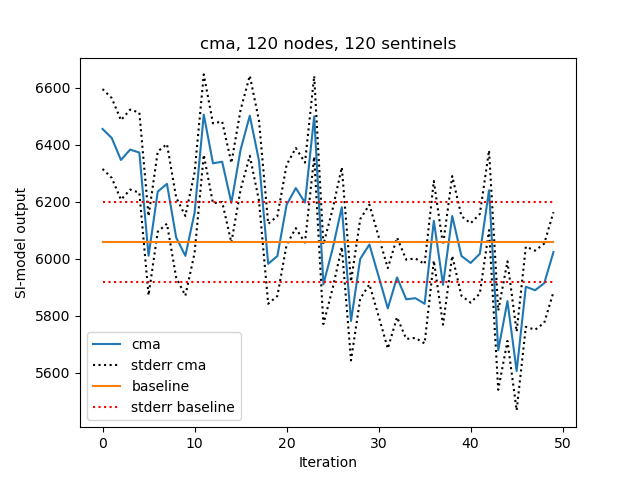 cma, 120 nodes, 120 sentinels
SI-model output
6600
6400
6200
6000
5800
5600
cma
stderr cma
baseline
stderr baseline
0 10 20 30 40 50
Iteration